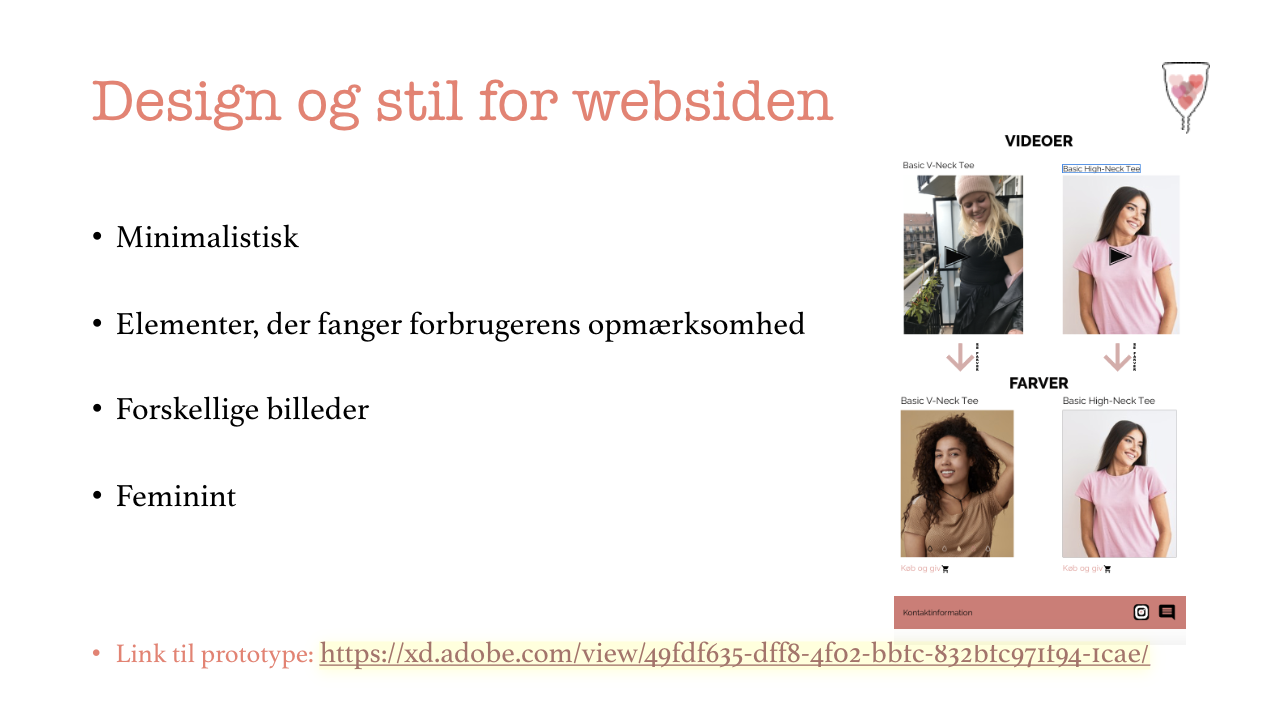 Design og stil for websiden
• Minimalistisk
• Elementer, der fanger forbrugerens opmærksomhed
• Forskellige billeder
• Feminint
• Link til prototype: https://xd.adobe.com/view/49fdf635-dff8-4f02-bbfc-832bfc971f94-1cae/
VIDEOER
Basic V-Neck Tee
Basic High-Neck Tee
FARVER
Basic V-Neck Tee
Basic High-Neck Tee
Køb og giv
Køb og giv
Kontaktinformation